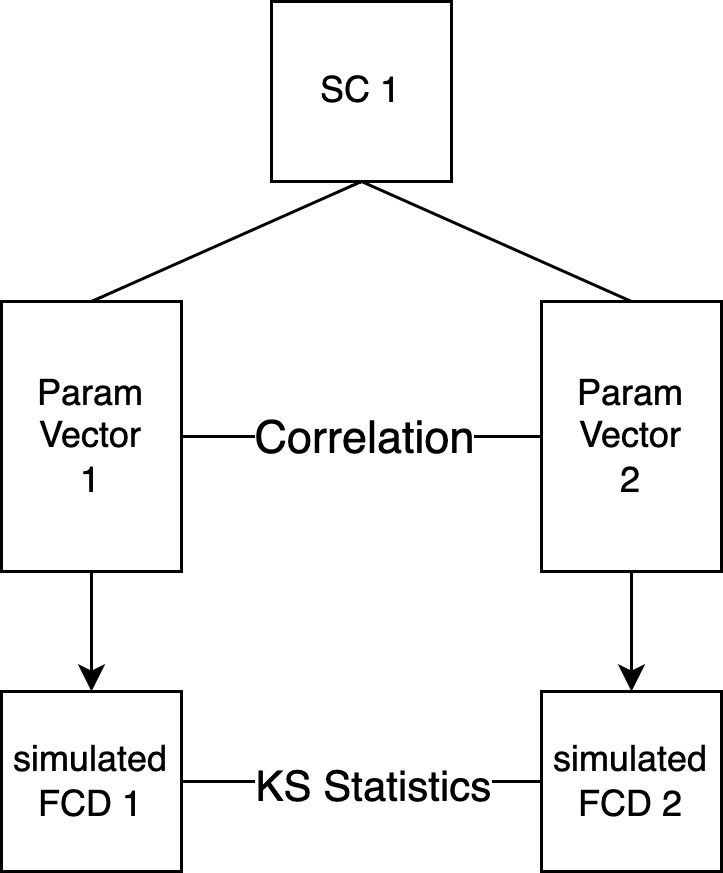 SC 1
Param
Vector
1
Correlation
Param
Vector
2
simulated
FCD 1
KS Statistics
simulated
FCD 2